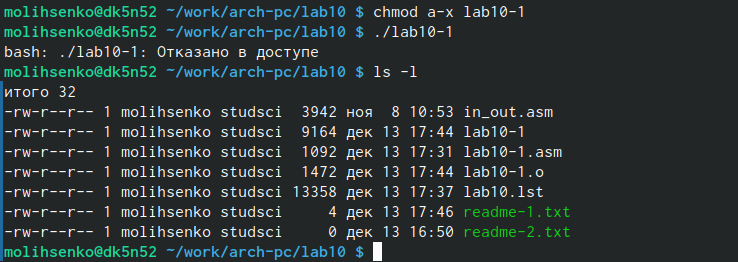 molihsenko@dk5n52 ~/work/arch-pc/lab10 $ chmod a-x lab10-1
molihsenko@dk5n52 ~/work/arch-pc/lab10 $ ./lab10-1
bash: ./lab10-1: Отказано в доступе
molihsenko@dk5n52 ~/work/arch-pc/lab10 $ ls -l
итого 32
-rw-r--r-- 1 molihsenko studsci  3942 ноя  8 10:53 in_out.asm
-rw-r--r-- 1 molihsenko studsci  9164 дек 13 17:44 lab10-1
-rw-r--r-- 1 molihsenko studsci  1092 дек 13 17:31 lab10-1.asm
-rw-r--r-- 1 molihsenko studsci  1472 дек 13 17:44 lab10-1.o
-rw-r--r-- 1 molihsenko studsci 13358 дек 13 17:37 lab10.lst
-rw-r--r-- 1 molihsenko studsci     4 дек 13 17:46 readme-1.txt
-rw-r--r-- 1 molihsenko studsci     0 дек 13 16:50 readme-2.txt
molihsenko@dk5n52 ~/work/arch-pc/lab10 $